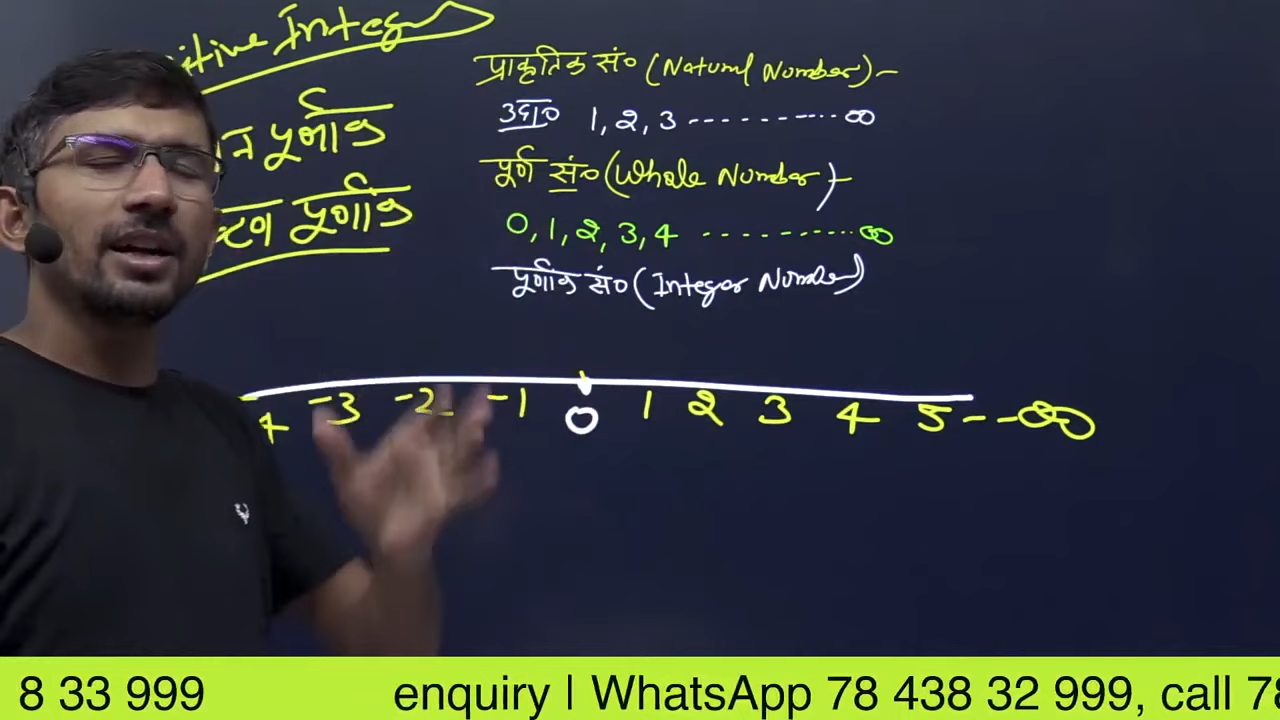 itive Integ
प्राकृतिक सं० (Natural Number) -
उदा० 1, 2, 3 ---------- ∞
पूर्णांक
पूर्ण सं० (Whole Number) -
पूर्णांक
0, 1, 2, 3, 4 ............ ∞
पूर्णांक सं० (Integer Number)
-3 -2 -1 0 1 2 3 4 5 - - ∞
8 33 999 enquiry | WhatsApp 78 438 32 999, call 78